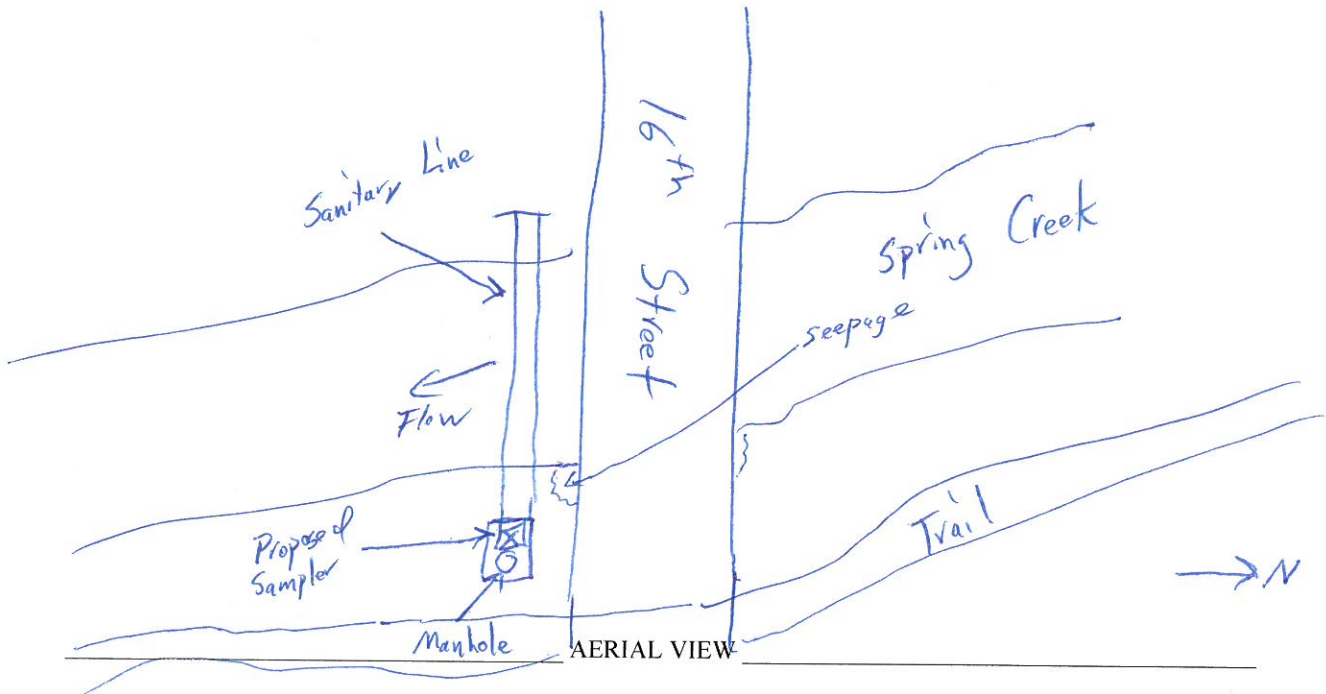 16th Street
Sanitary Line
Spring Creek
seepage
Flow
Trail
Proposed
Sampler
N
Manhole
AERIAL VIEW